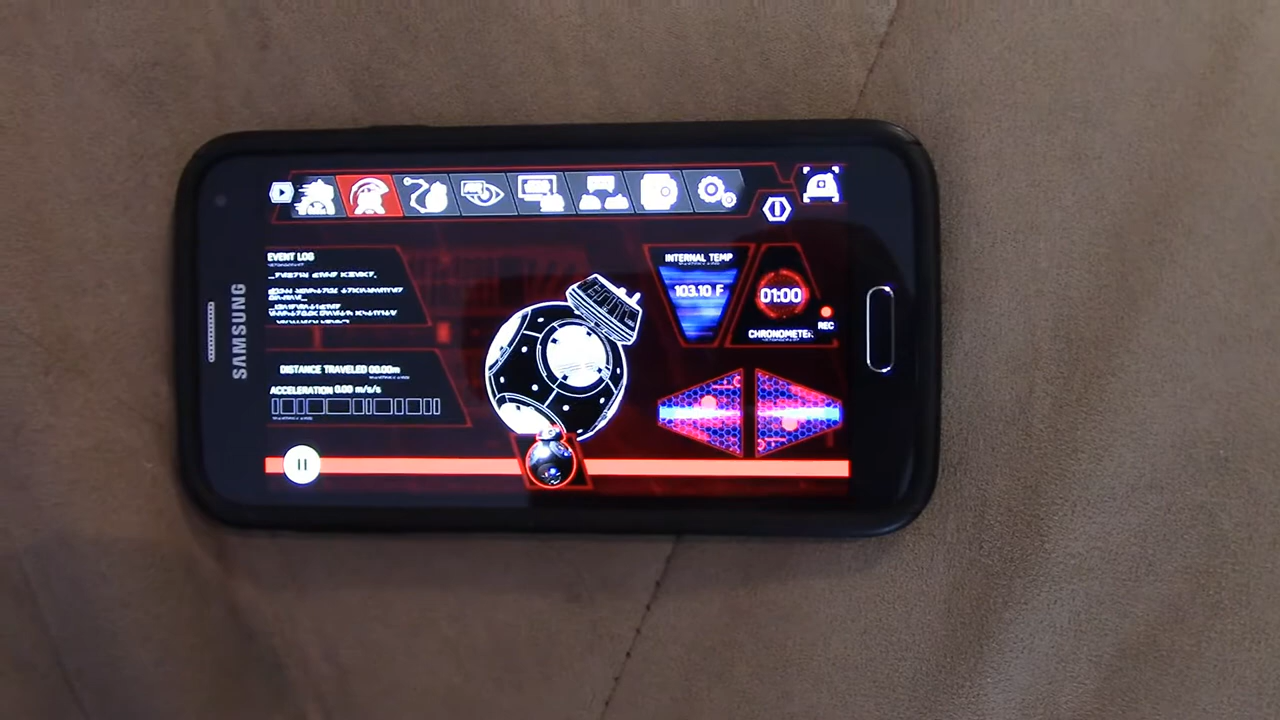 SAMSUNG
EVENT LOG
DISTANCE TRAVELED 00.00m
ACCELERATION 0.00 m/s/s
INTERNAL TEMP
103.10 F
01:00
CHRONOMETER
REC